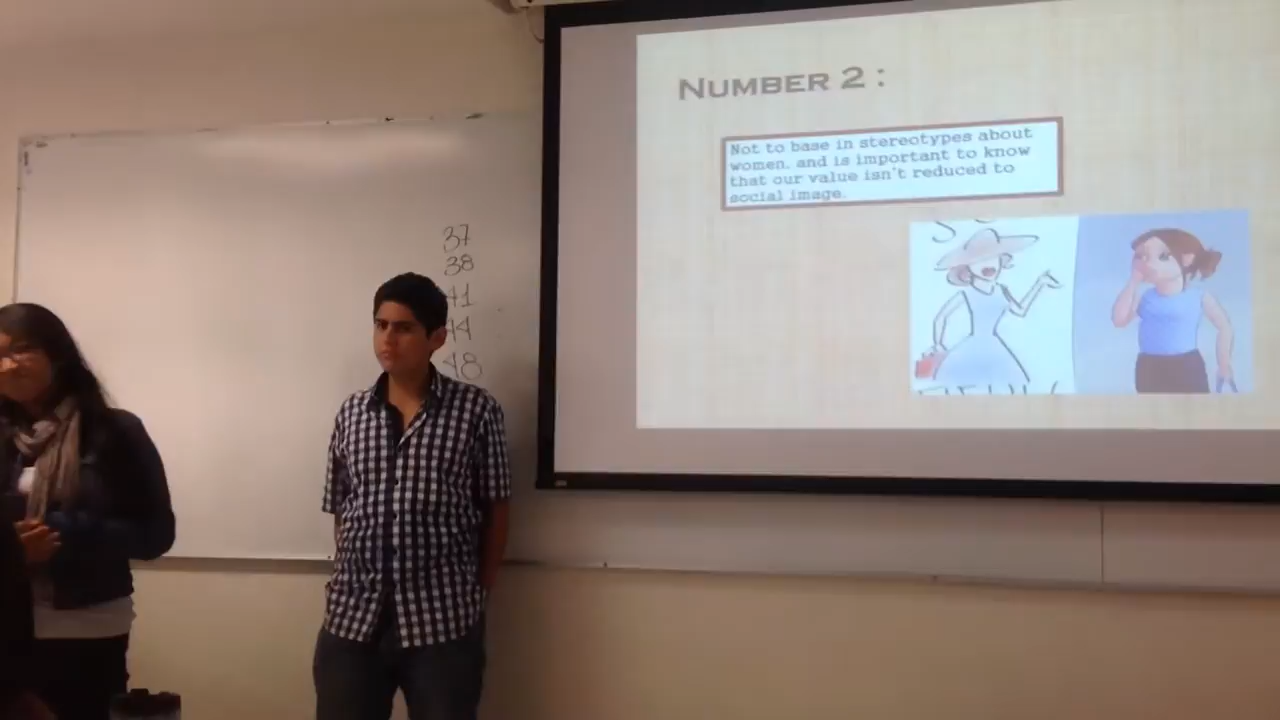 NUMBER 2 :
Not to base in stereotypes about
women, and is important to know
that our value isn't reduced to
social image.
37
38
41
44
48